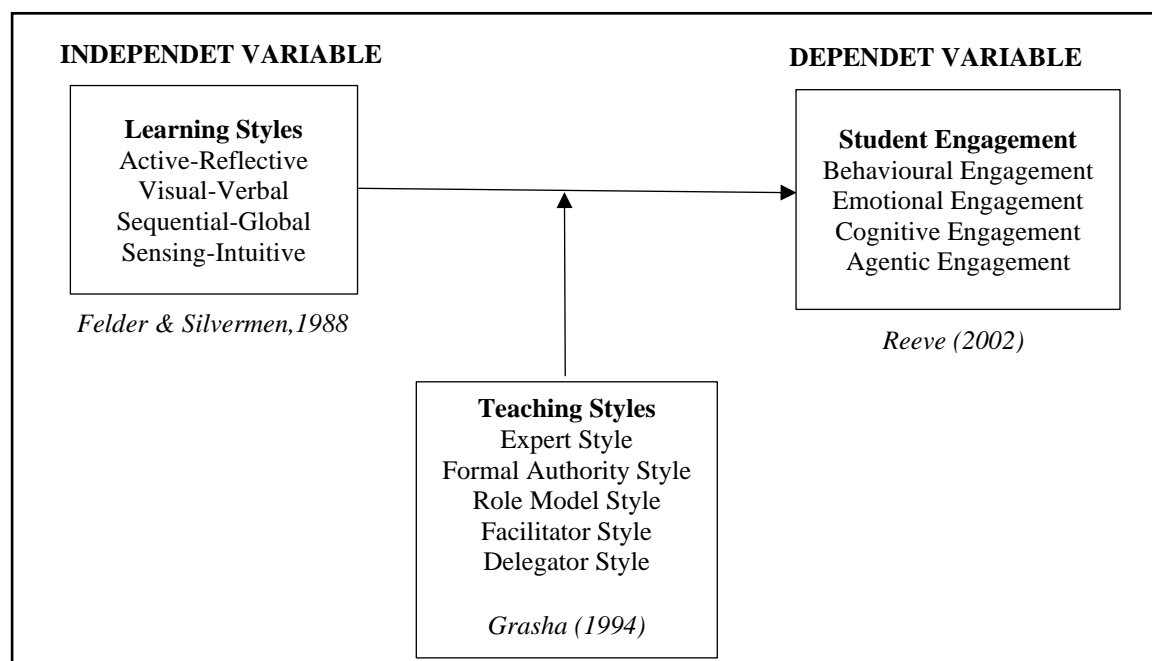 INDEPENDET VARIABLE
Learning Styles
Active-Reflective
Visual-Verbal
Sequential-Global
Sensing-Intuitive
Felder & Silvermen,1988
DEPENDET VARIABLE
Student Engagement
Behavioural Engagement
Emotional Engagement
Cognitive Engagement
Agentic Engagement
Reeve (2002)
Teaching Styles
Expert Style
Formal Authority Style
Role Model Style
Facilitator Style
Delegator Style
Grasha (1994)